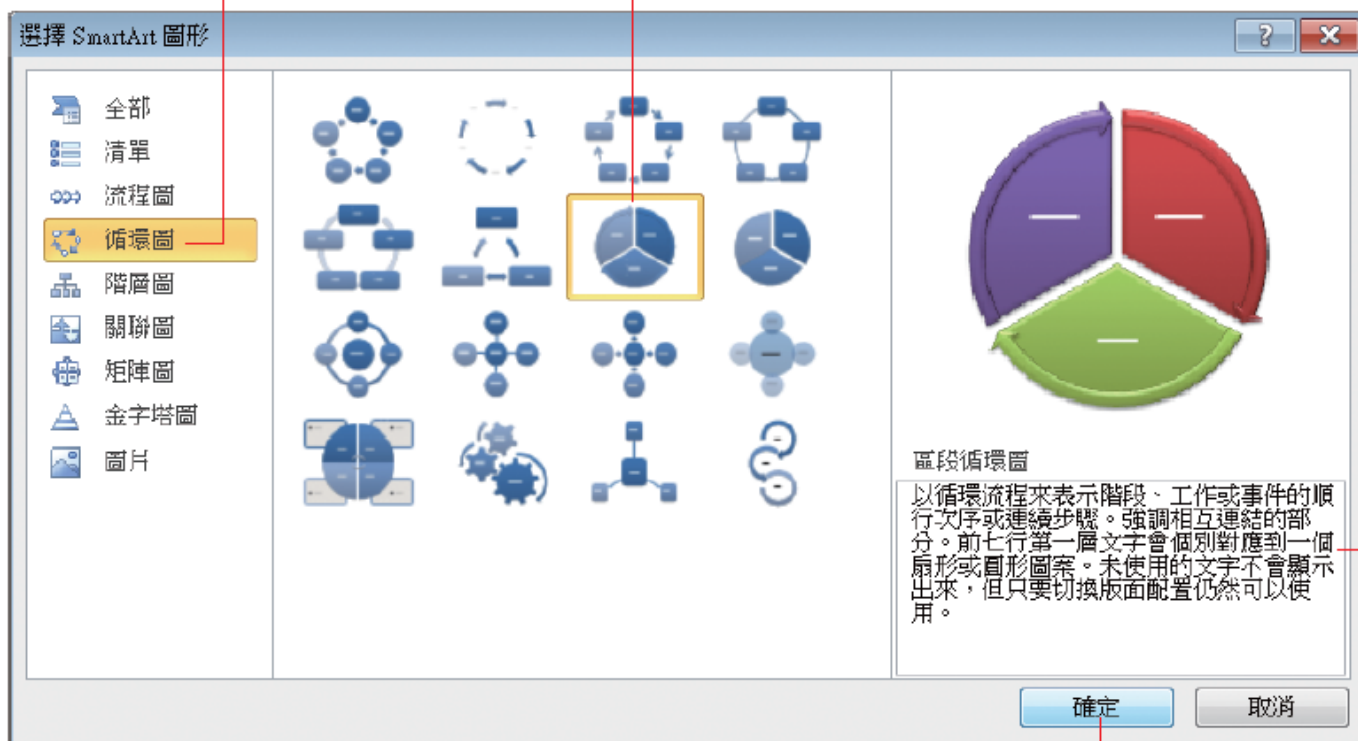 選擇 SmartArt 圖形
全部
清單
流程圖
循環圖
階層圖
關聯圖
矩陣圖
金字塔圖
圖片
區段循環圖
以循環流程來表示階段、工作或事件的順
行次序或連續步驟。強調相互連結的部
分。前七行第一層文字會個別對應到一個
扇形或圓形圖案。未使用的文字不會顯示
出來，但只要切換版面配置仍然可以使
用。
確定
取消